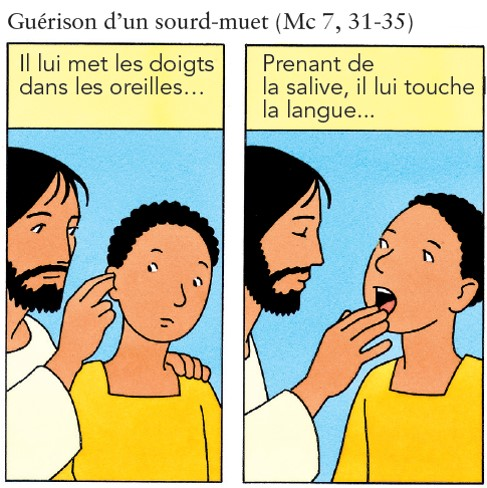 Guérison d'un sourd-muet (Mc 7, 31-35)
Il lui met les doigts
dans les oreilles...
Prenant de
la salive, il lui touche
la langue...